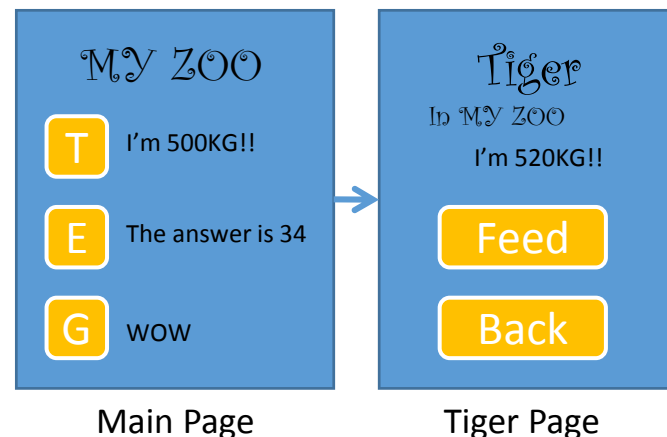 MY ZOO
T
I'm 500KG!!
E
The answer is 34
G
WOW
Main Page
Tiger
In MY ZOO
I'm 520KG!!
Feed
Back
Tiger Page